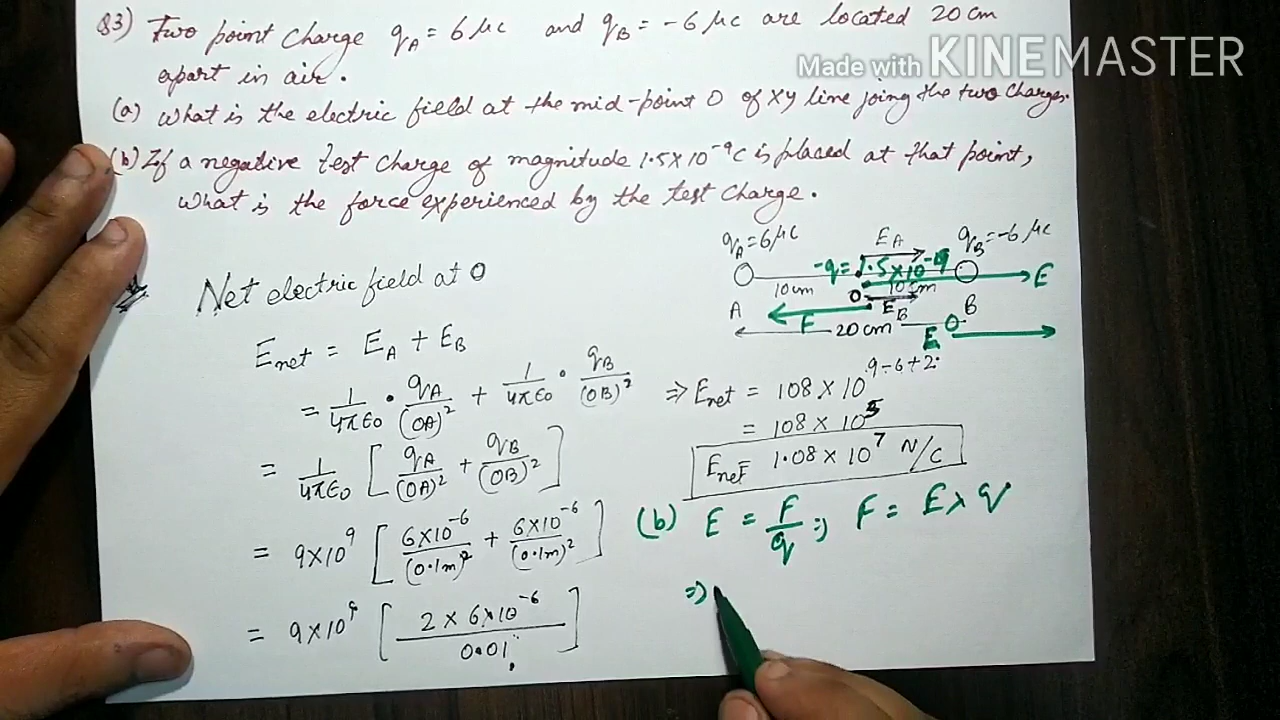 Q3) Two point Charge qA = 6 μc and qB = -6 μc are located 20 cm
apart in air.
(a) What is the electric field at the mid-point O of XY line joing the two Charges.
(b) If a negative test Charge of magnitude 1.5×10⁻⁹C is placed at that point,
what is the force experienced by the test Charge.
Made with KINEMASTER
qA = 6μc EA qB = -6 μc
-q = 1.5×10⁻⁹
10cm 10cm E
A O EB B
F 20 cm E
Net electric field at O
Enet = EA + EB
= 1/4πε0 · qA/(OA)² + 1/4πε0 · qB/(OB)²
= 1/4πε0 [qA/(OA)² + qB/(OB)²]
= 9×10⁹ [6×10⁻⁶/(0.1m)² + 6×10⁻⁶/(0.1m)²]
= 9×10⁹ [2 × 6×10⁻⁶/0.01]
⇒ Enet = 108 × 10⁹⁻⁶⁺²
= 108 × 10⁵
Enet = 1.08 × 10⁷ N/C
(b) E = F/q ⇒ F = E × q
⇒